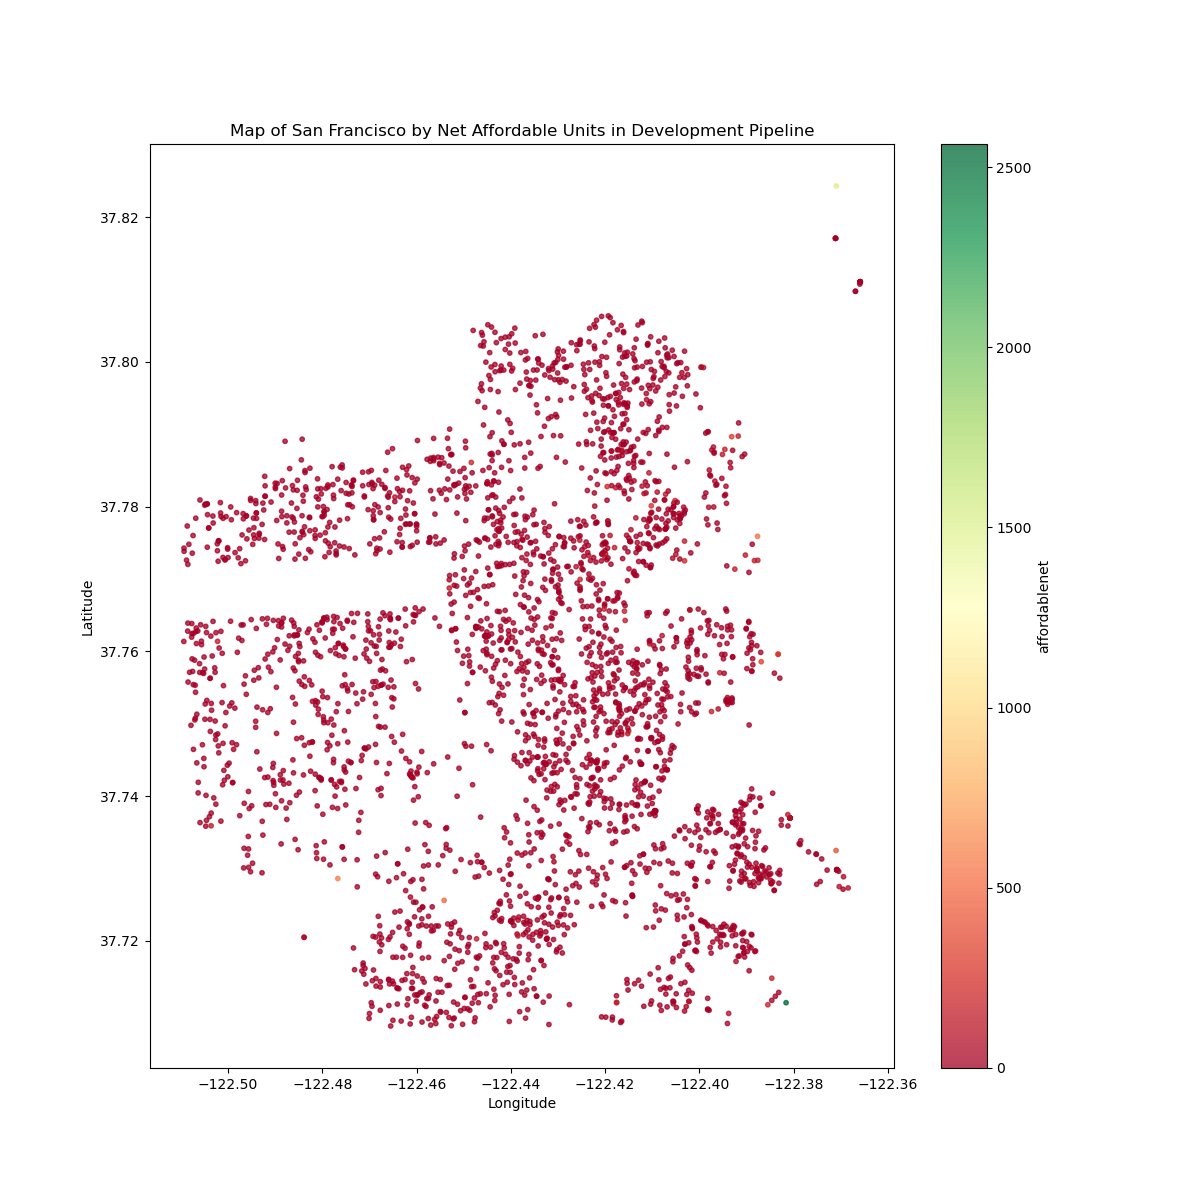 Map of San Francisco by Net Affordable Units in Development Pipeline
37.82
37.80
37.78
37.76
37.74
37.72
Latitude
−122.50 −122.48 −122.46 −122.44 −122.42 −122.40 −122.38 −122.36
Longitude
2500
2000
1500
1000
500
0
affordablenet